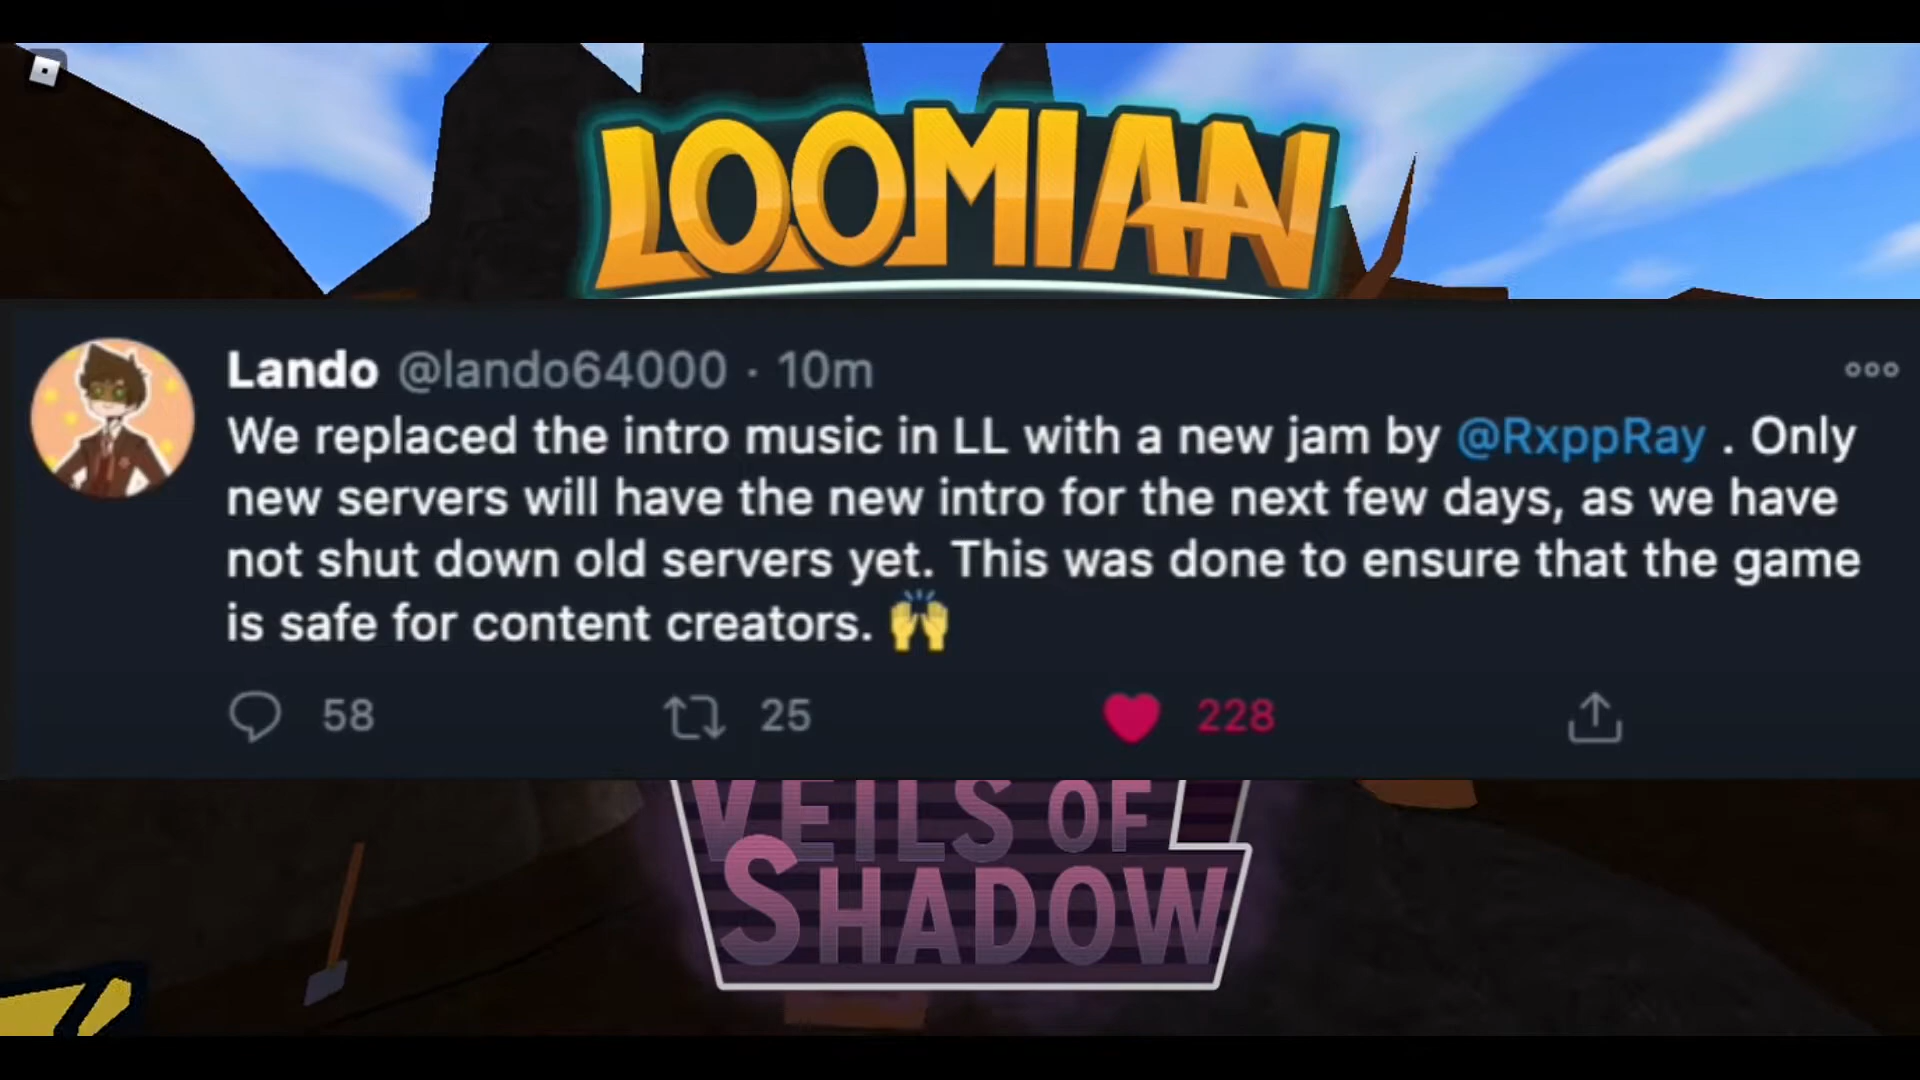 LOOMIAN
Lando @lando64000 · 10m
We replaced the intro music in LL with a new jam by @RxppRay . Only
new servers will have the new intro for the next few days, as we have
not shut down old servers yet. This was done to ensure that the game
is safe for content creators. 🙌
58 25 228
VEILS OF
SHADOW